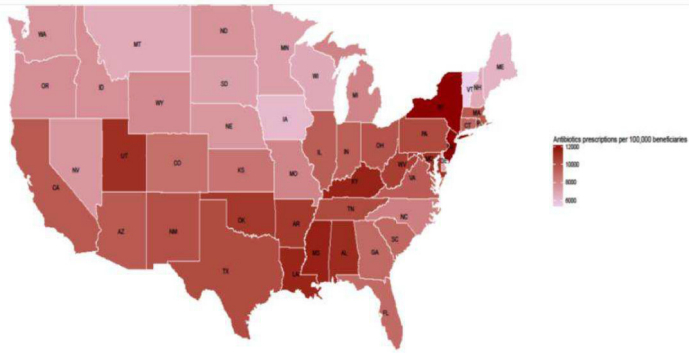 WA
MT
ND
MN
ME
OR
ID
SD
WI
VT
NH
WY
MI
MA
IA
CT
NE
PA
NV
IL
IN
OH
UT
CO
WV
KS
MO
KY
VA
CA
TN
NC
OK
AR
AZ
NM
SC
MS
AL
GA
TX
LA
FL
Antibiotics prescriptions per 100,000 beneficiaries
12000
10000
8000
6000